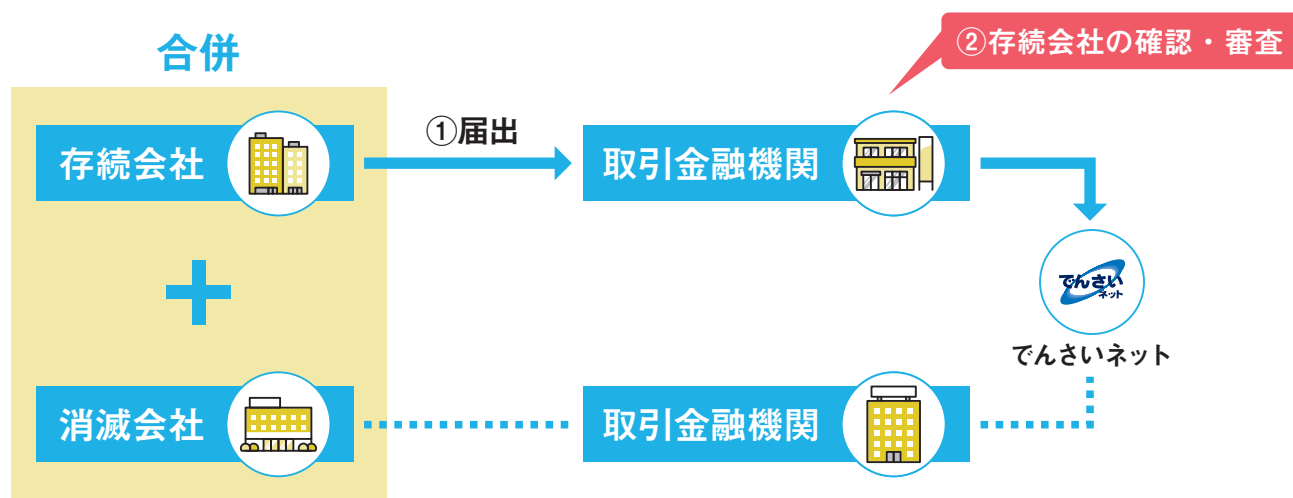 合併
②存続会社の確認・審査
存続会社
①届出
取引金融機関
でんさい
ネット
でんさいネット
消滅会社
取引金融機関